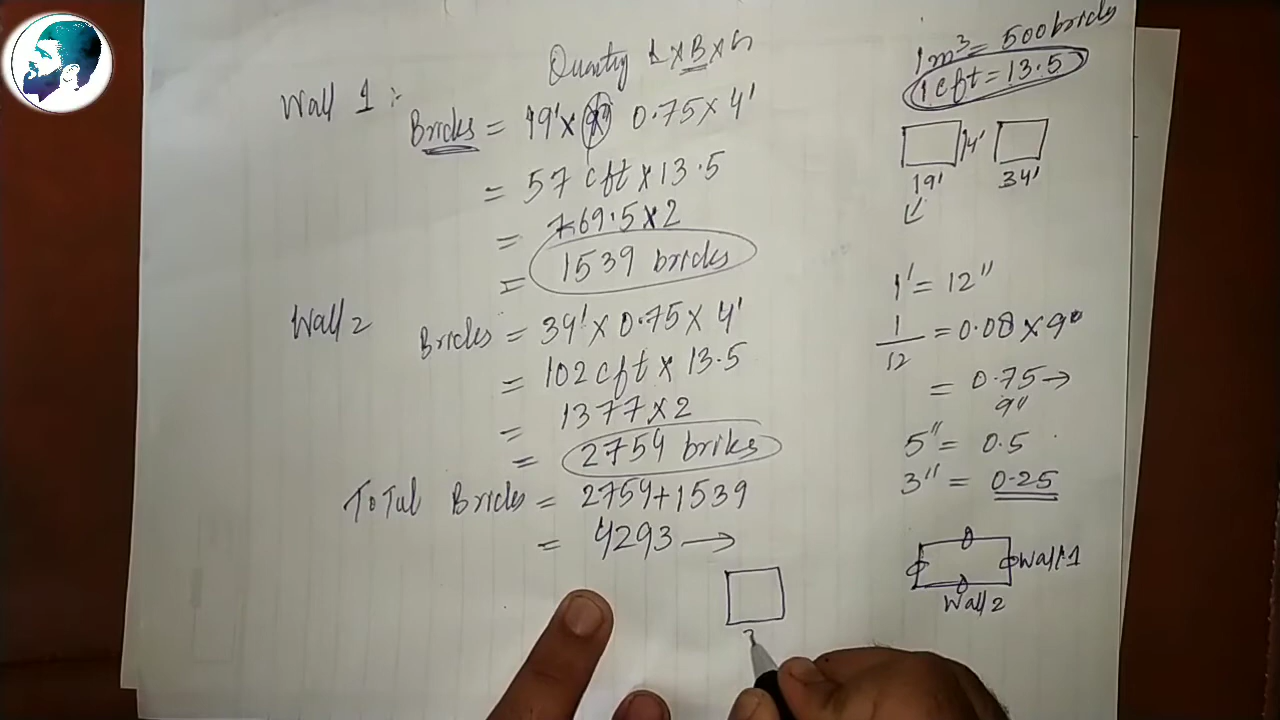 Quantity L×B×h
Wall 1 :-
Bricks = 19'× 0.75×4'
= 57 cft×13.5
= 769.5×2
= 1539 bricks
Wall 2
Bricks = 34'×0.75×4'
= 102 cft × 13.5
= 1377×2
= 2754 briks
ToTal Bricks = 2754+1539
= 4293 →
1m³= 500 bricks
1 cft = 13.5
4'
19' 34'
1' = 12"
1/12 = 0.08 × 9"
= 0.75 →
9"
5" = 0.5
3" = 0.25
Wall 1
Wall 2